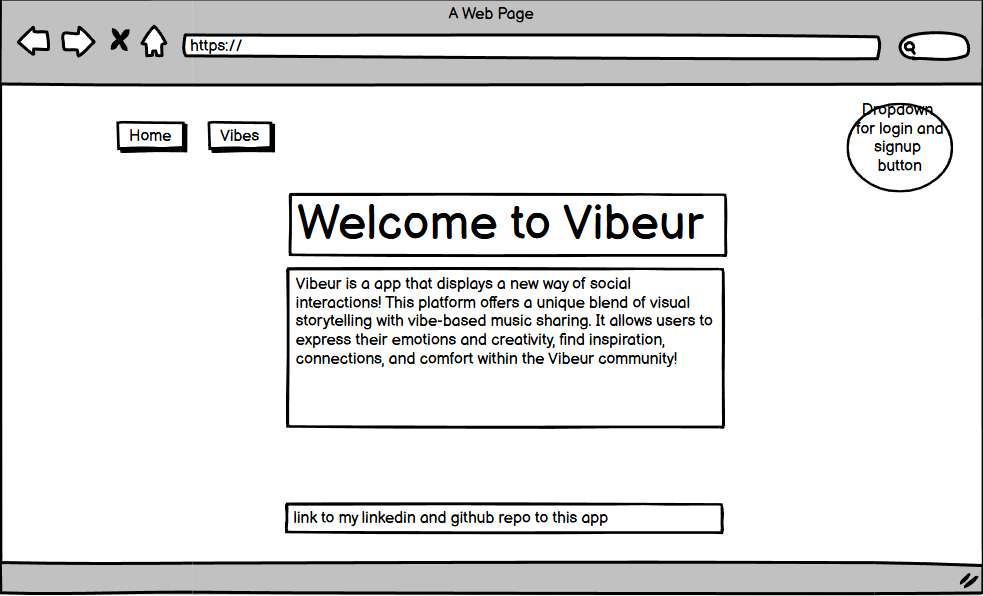 A Web Page
https://
Dropdown
for login and
signup
button
Home
Vibes
Welcome to Vibeur
Vibeur is a app that displays a new way of social
interactions! This platform offers a unique blend of visual
storytelling with vibe-based music sharing. It allows users to
express their emotions and creativity, find inspiration,
connections, and comfort within the Vibeur community!
link to my linkedin and github repo to this app